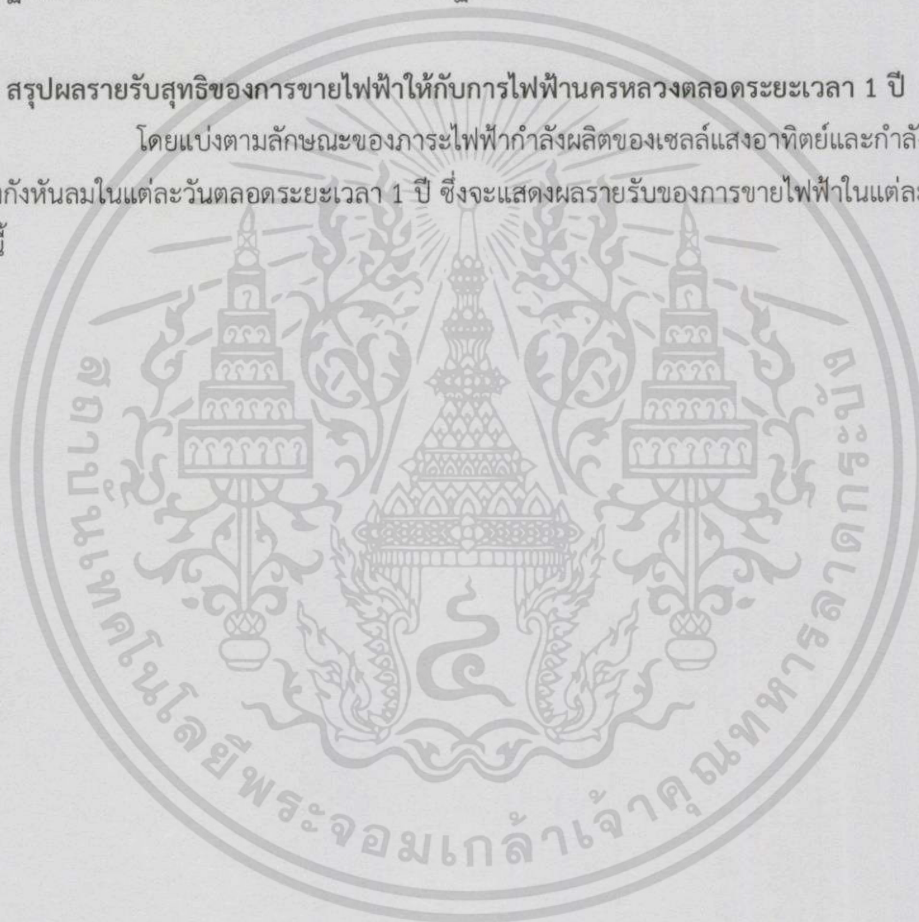 สรุปผลรายรับสุทธิของการขายไฟฟ้าให้กับการไฟฟ้านครหลวงตลอดระยะเวลา 1 ปี
โดยแบ่งตามลักษณะของภาระไฟฟ้ากำลังผลิตของเซลล์แสงอาทิตย์และกำลัง
กังหันลมในแต่ละวันตลอดระยะเวลา 1 ปี ซึ่งจะแสดงผลรายรับของการขายไฟฟ้าในแต่ละ
สถาบันเทคโนโลยีพระจอมเกล้าเจ้าคุณทหารลาดกระบัง